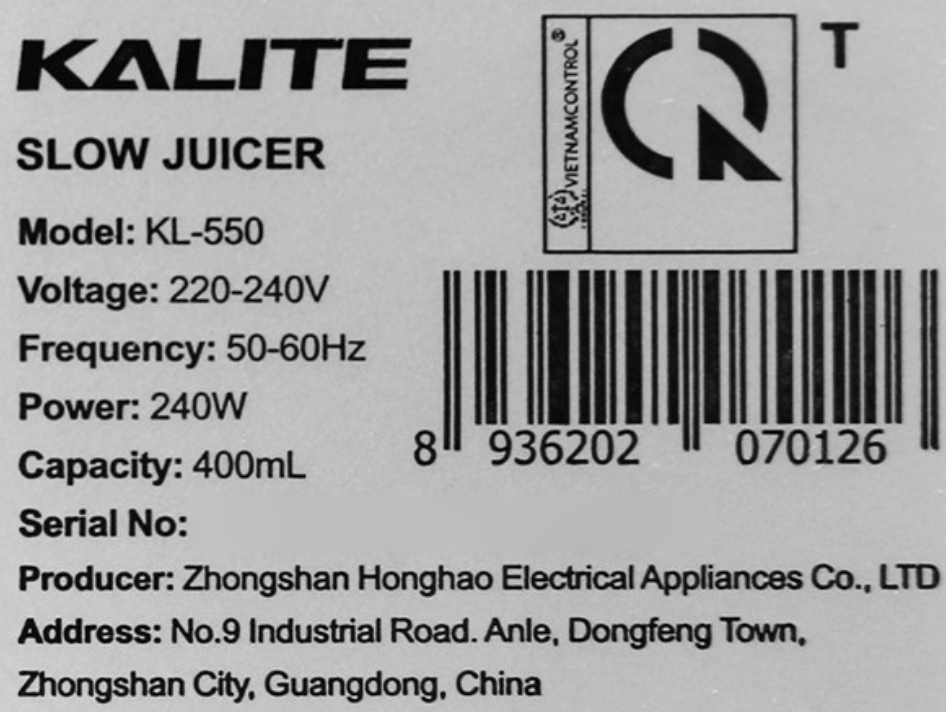 KALITE
T
VIETNAMCONTROL®
SLOW JUICER
Model: KL-550
Voltage: 220-240V
Frequency: 50-60Hz
Power: 240W
Capacity: 400mL
8 936202 070126
Serial No:
Producer: Zhongshan Honghao Electrical Appliances Co., LTD
Address: No.9 Industrial Road. Anle, Dongfeng Town,
Zhongshan City, Guangdong, China